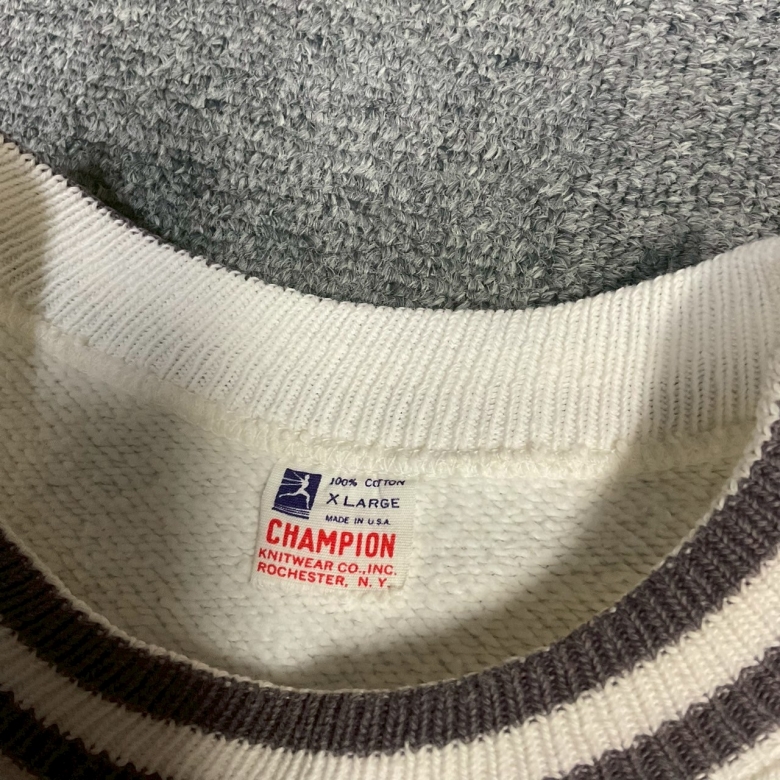 100% COTTON
X LARGE
MADE IN U.S.A.
CHAMPION
KNITWEAR CO., INC.
ROCHESTER, N. Y.